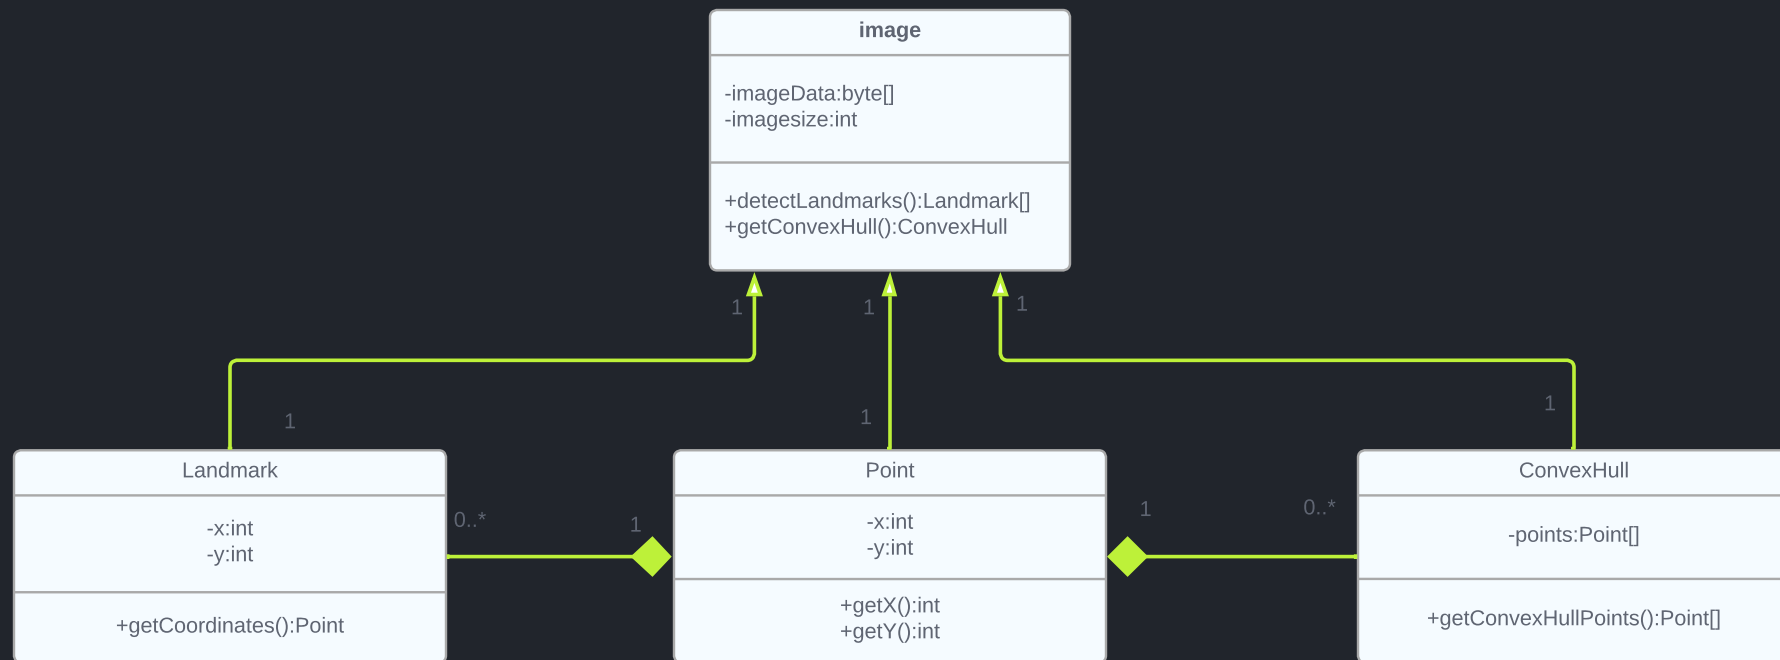 image
-imageData:byte[]
-imagesize:int
+detectLandmarks():Landmark[]
+getConvexHull():ConvexHull
1
1
1
1
1
1
Landmark
-x:int
-y:int
+getCoordinates():Point
0..*
1
Point
-x:int
-y:int
+getX():int
+getY():int
1
0..*
ConvexHull
-points:Point[]
+getConvexHullPoints():Point[]